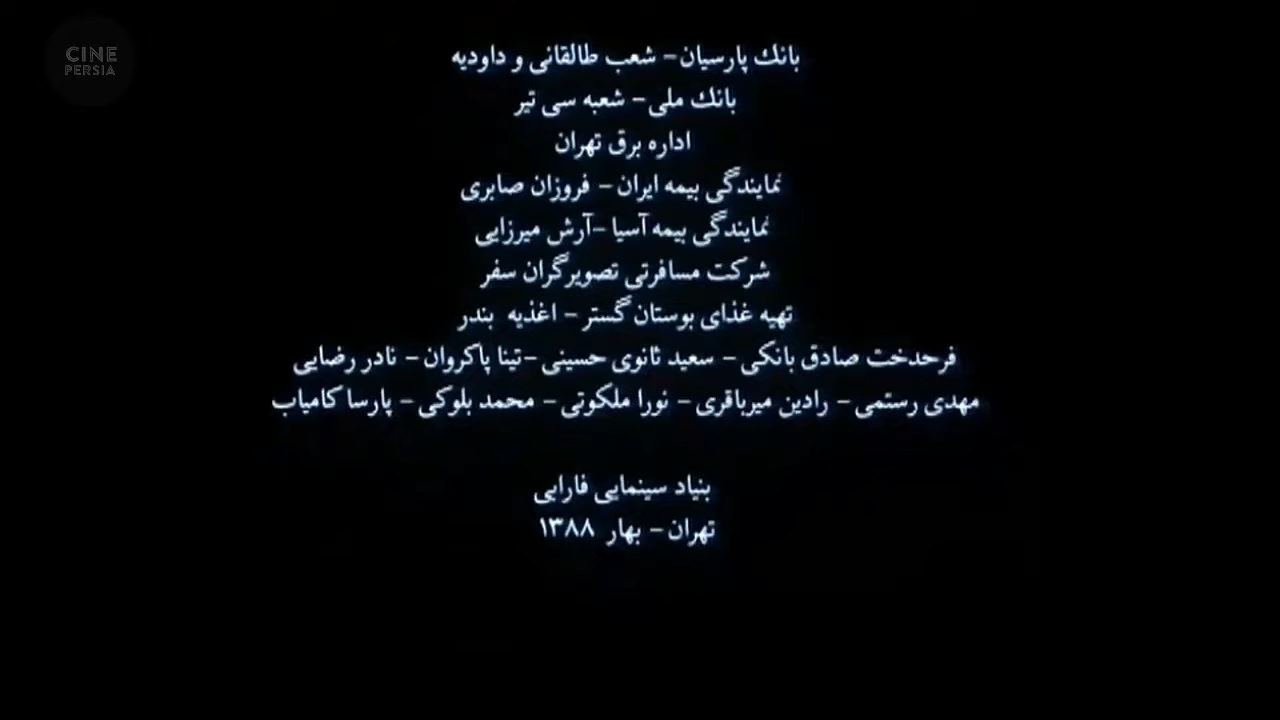 CINE
PERSIA
بانك پارسیان- شعب طالقانی و داودیه
بانك ملی- شعبه سی تیر
اداره برق تهران
نمایندگی بیمه ایران - فروزان صابری
نمایندگی بیمه آسیا -آرش میرزایی
شرکت مسافرتی تصویرگران سفر
تهیه غذای بوستان گستر - اغذیه بندر
فرحدخت صادق بانکی - سعید ثانوی حسینی -تینا پاکروان - نادر رضایی
مهدی رستمی - رادین میرباقری - نورا ملکوتی - محمد بلوکی - پارسا کامیاب
بنیاد سینمایی فارابی
تهران - بهار ۱۳۸۸